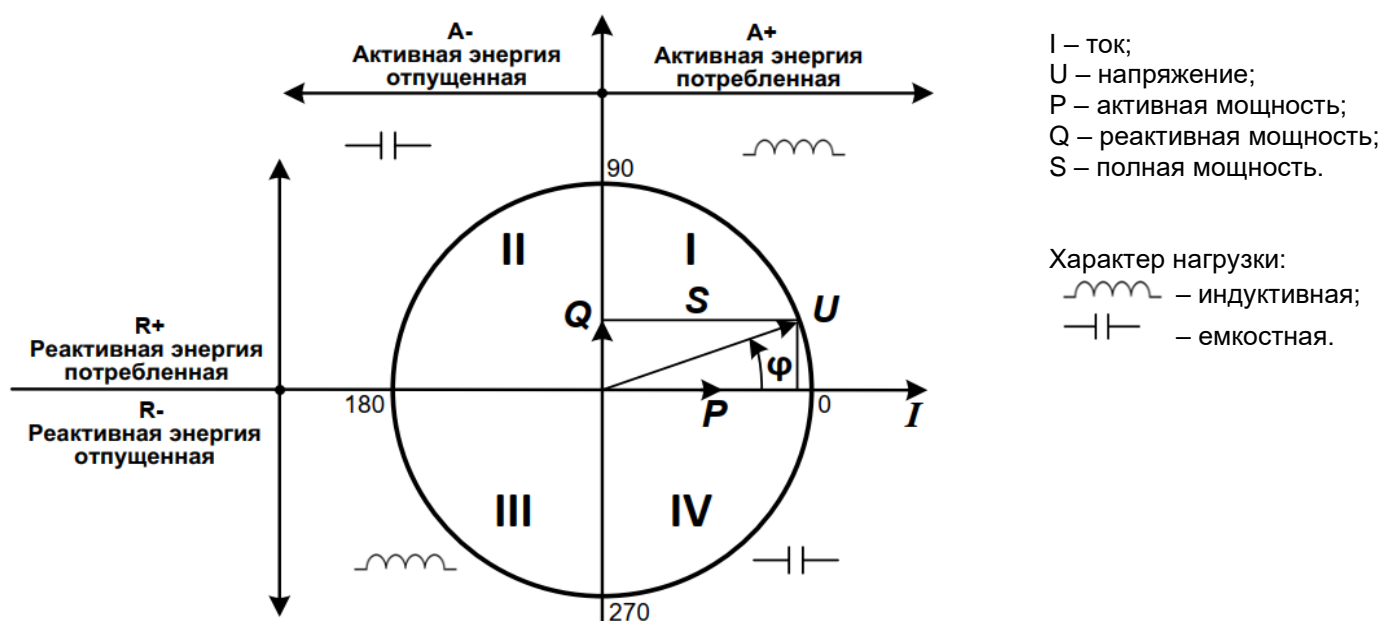 A-
Активная энергия
отпущенная
A+
Активная энергия
потребленная
90
II
I
Q
S
U
φ
R+
Реактивная энергия
потребленная
180
P
0
I
R-
Реактивная энергия
отпущенная
III
IV
270
I – ток;
U – напряжение;
P – активная мощность;
Q – реактивная мощность;
S – полная мощность.
Характер нагрузки:
– индуктивная;
– емкостная.